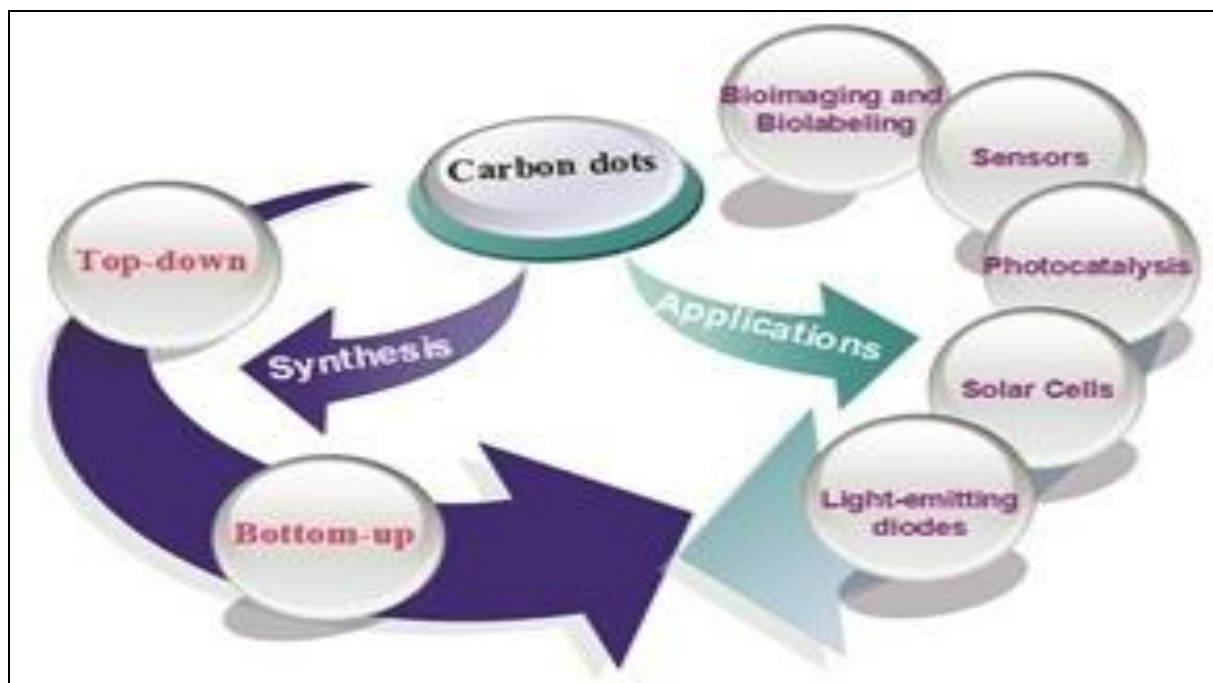 Carbon dots
Top-down
Synthesis
Bottom-up
Applications
Bioimaging and
Biolabeling
Sensors
Photocatalysis
Solar Cells
Light-emitting
diodes